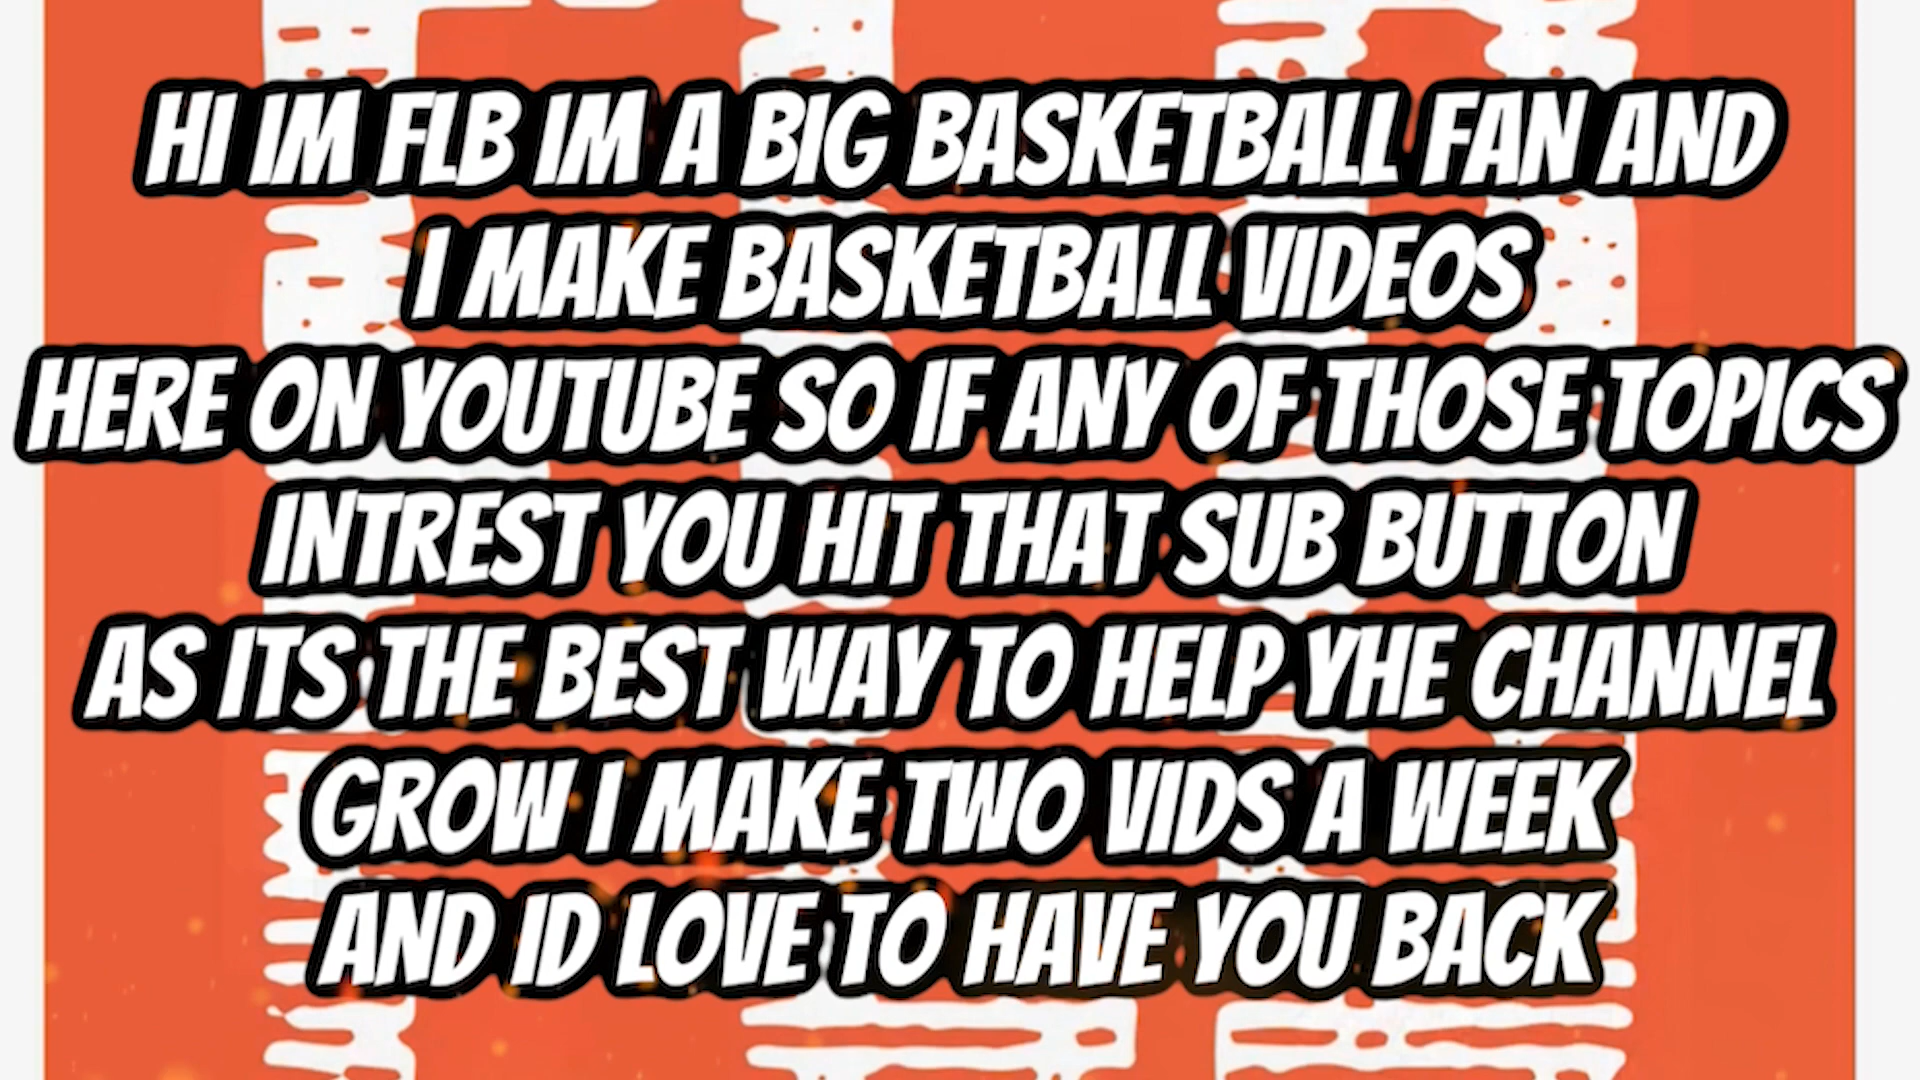 HI IM FLB IM A BIG BASKETBALL FAN AND
I MAKE BASKETBALL VIDEOS
HERE ON YOUTUBE SO IF ANY OF THOSE TOPICS
INTREST YOU HIT THAT SUB BUTTON
AS ITS THE BEST WAY TO HELP YHE CHANNEL
GROW I MAKE TWO VIDS A WEEK
AND ID LOVE TO HAVE YOU BACK